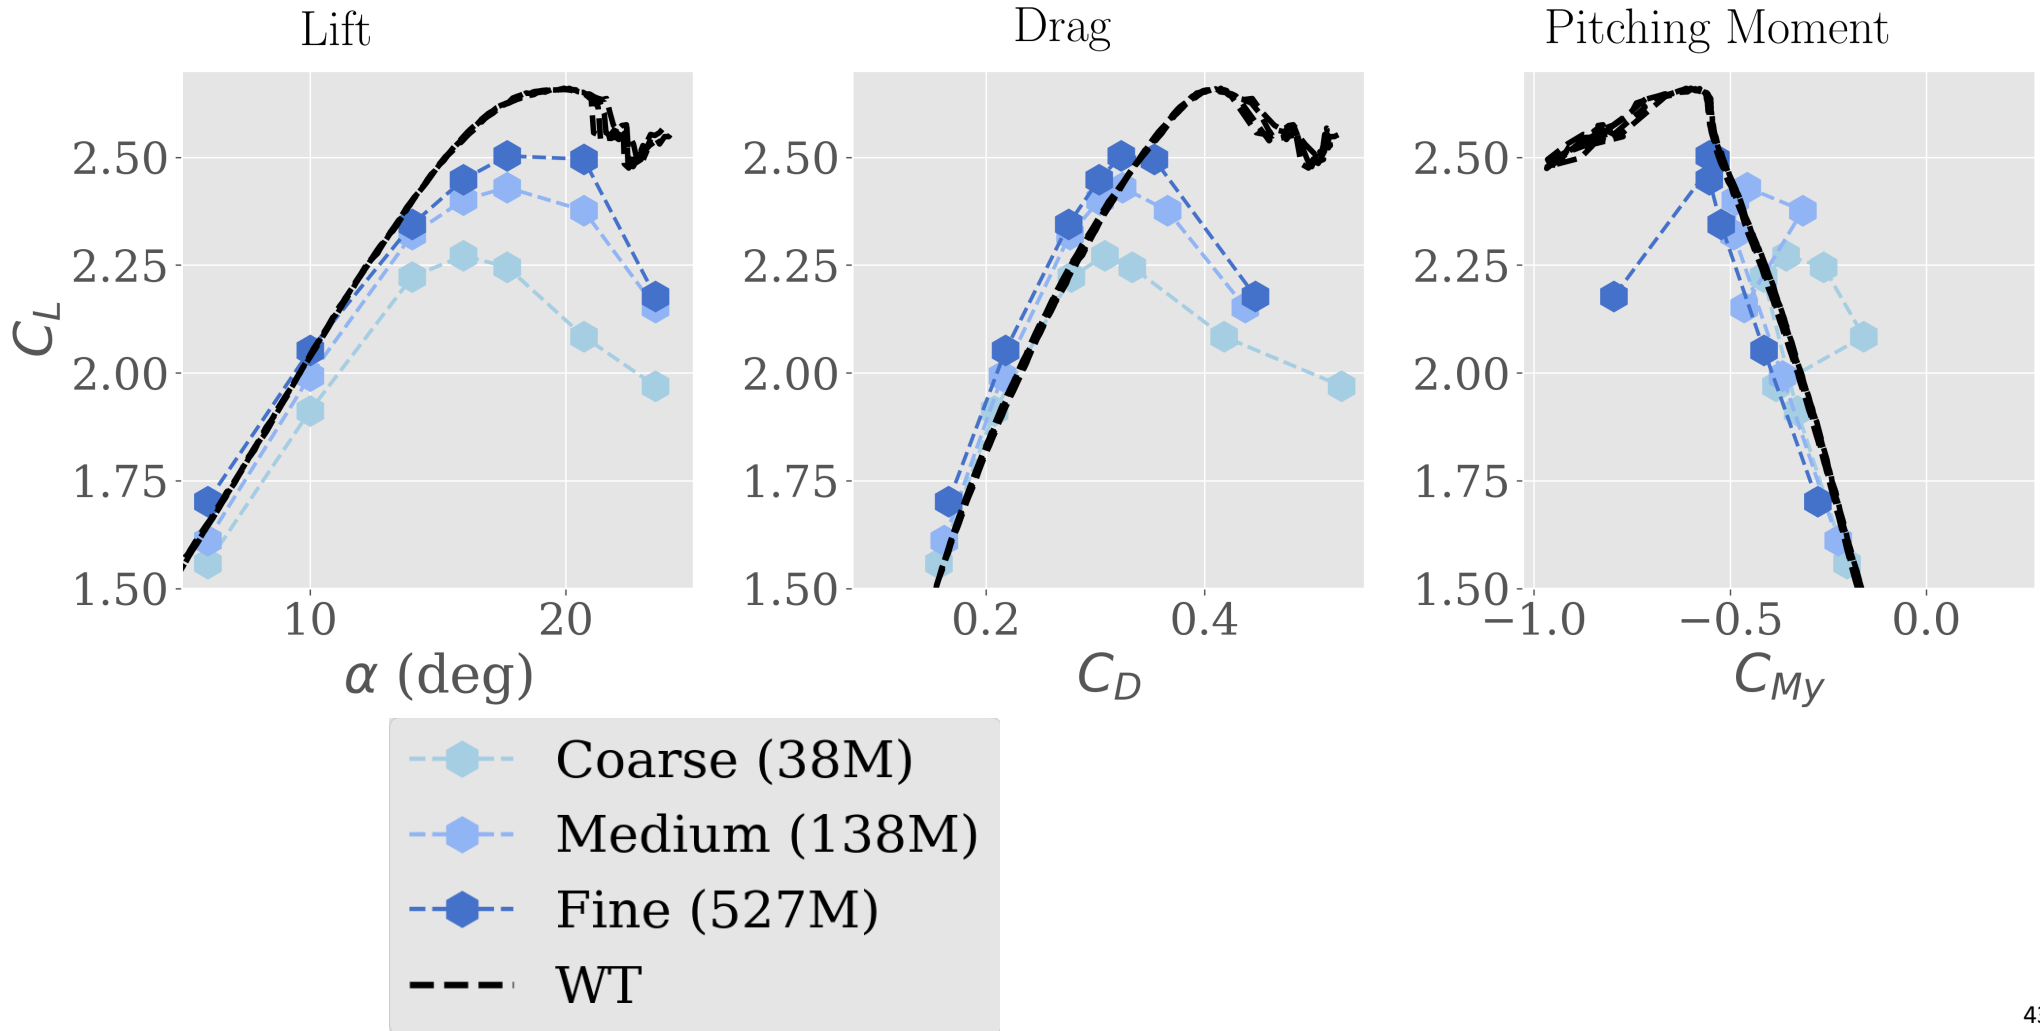 Lift
Drag
Pitching Moment
C_L
2.50
2.25
2.00
1.75
1.50
10
20
α (deg)
2.50
2.25
2.00
1.75
1.50
0.2
0.4
C_D
2.50
2.25
2.00
1.75
1.50
−1.0
−0.5
0.0
C_My
Coarse (38M)
Medium (138M)
Fine (527M)
WT